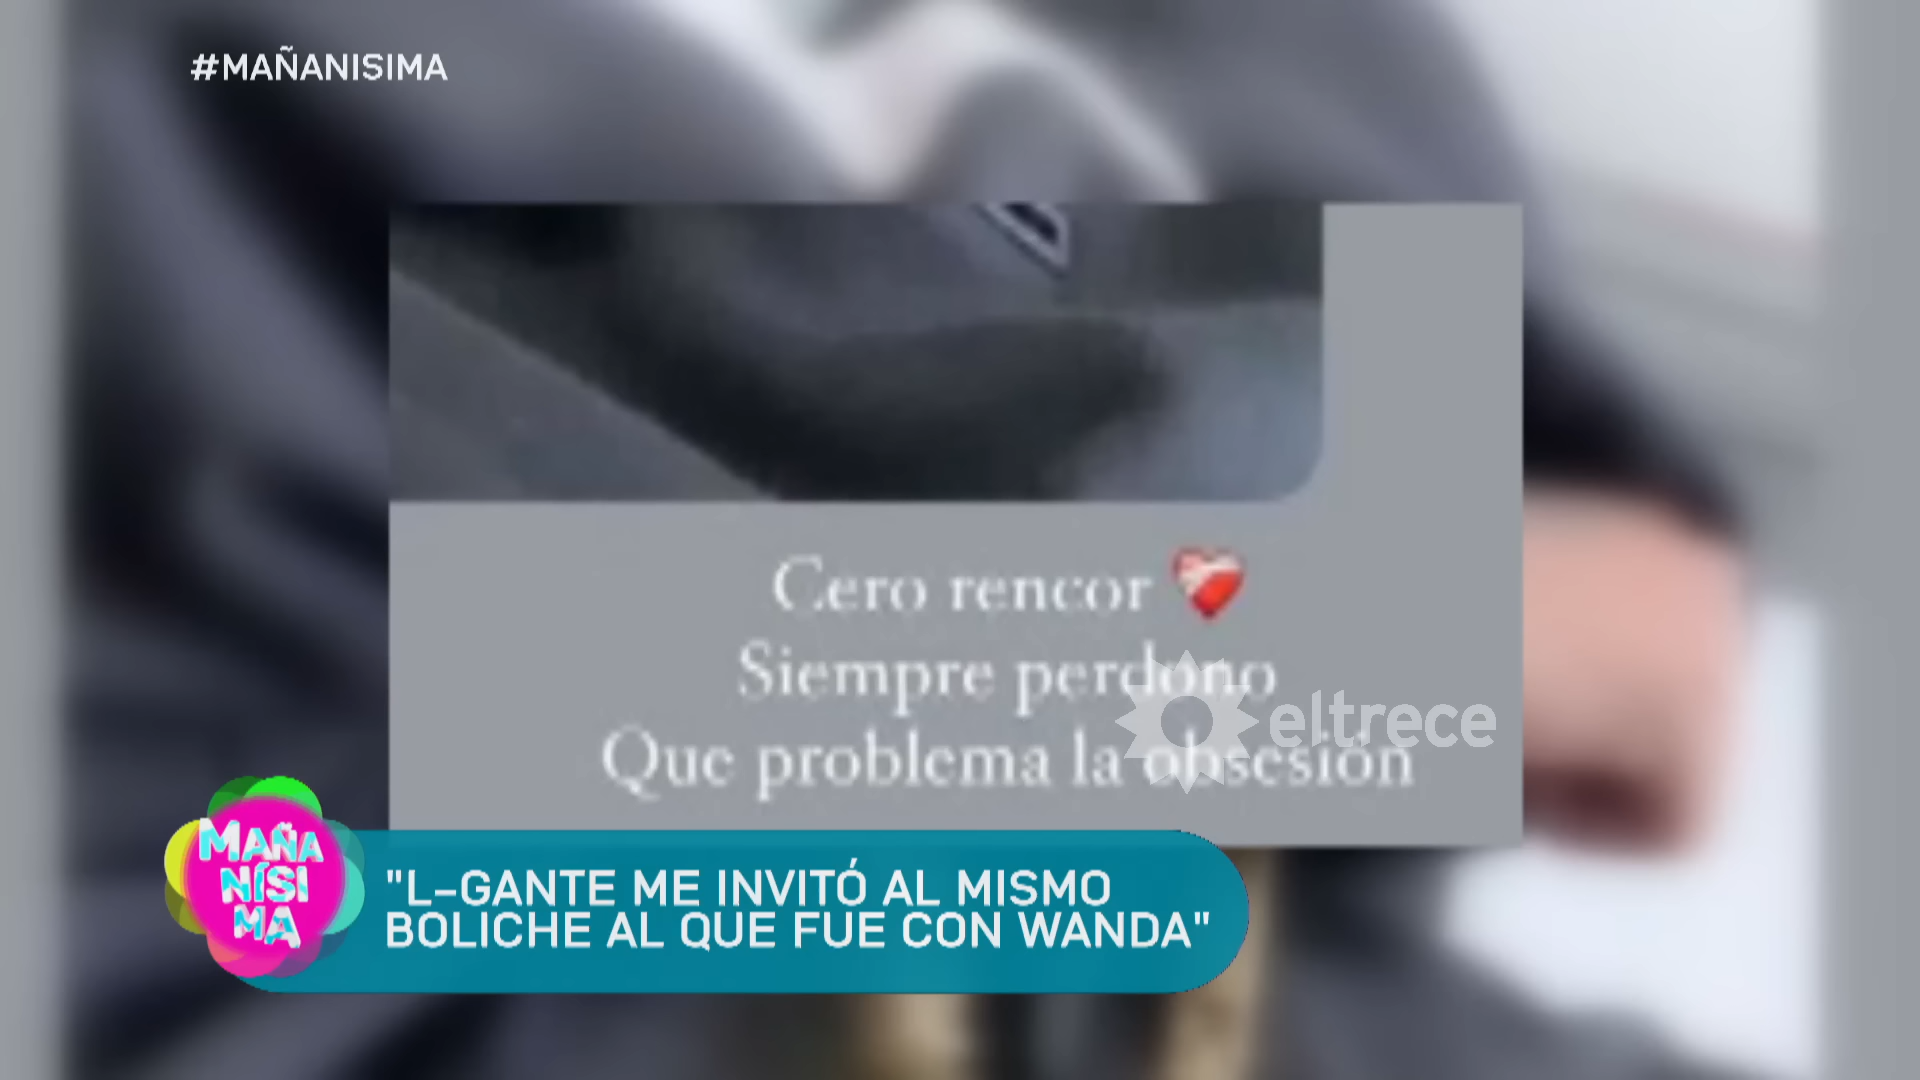 #MAÑANISIMA
Cero rencor ❤️‍🩹
Siempre perdono
Que problema la obsesión
eltrece
MAÑA
NÍSI
MA
"L-GANTE ME INVITÓ AL MISMO
BOLICHE AL QUE FUE CON WANDA"